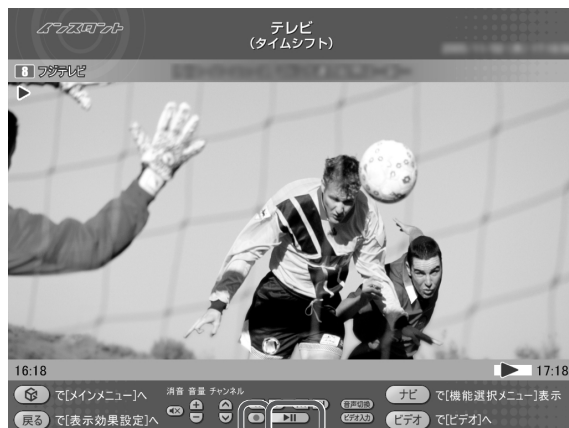 インスタント
テレビ
(タイムシフト)
8 フジテレビ
16:18
17:18
で[メインメニュー]へ
消音 音量 チャンネル
音声切換
ナビ で[機能選択メニュー]表示
戻る で[表示効果設定]へ
ビデオ入力
ビデオ で[ビデオ]へ